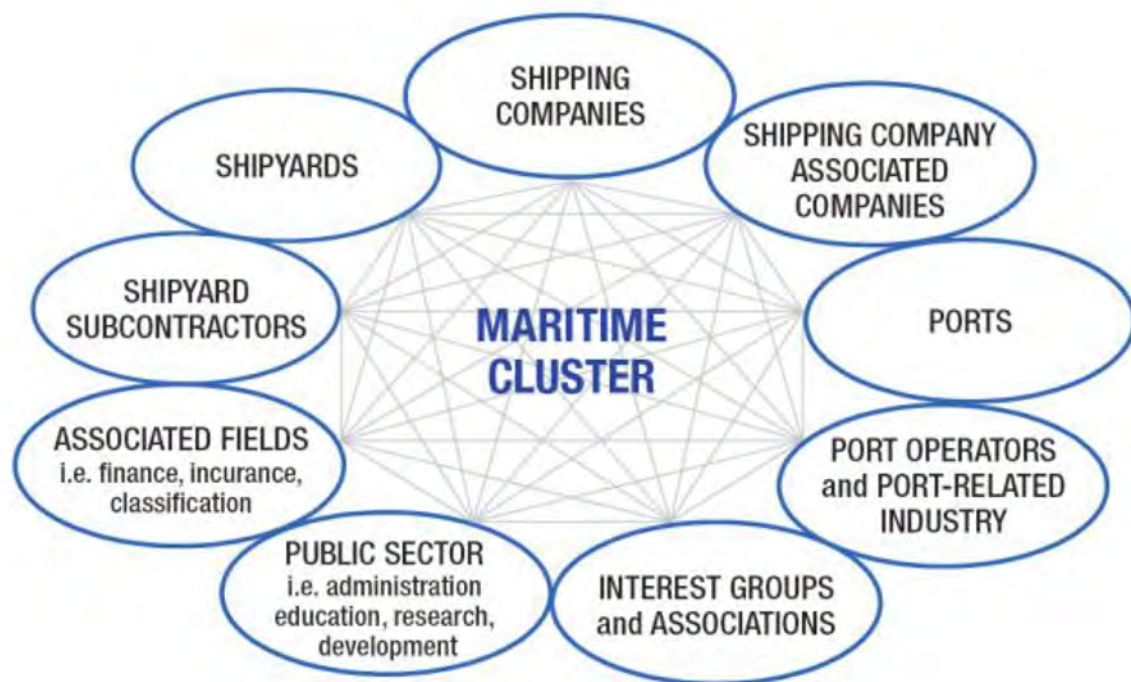 SHIPPING
COMPANIES
SHIPPING COMPANY
ASSOCIATED
COMPANIES
PORTS
PORT OPERATORS
and PORT-RELATED
INDUSTRY
INTEREST GROUPS
and ASSOCIATIONS
PUBLIC SECTOR
i.e. administration
education, research,
development
ASSOCIATED FIELDS
i.e. finance, incurance,
classification
SHIPYARD
SUBCONTRACTORS
SHIPYARDS
MARITIME
CLUSTER